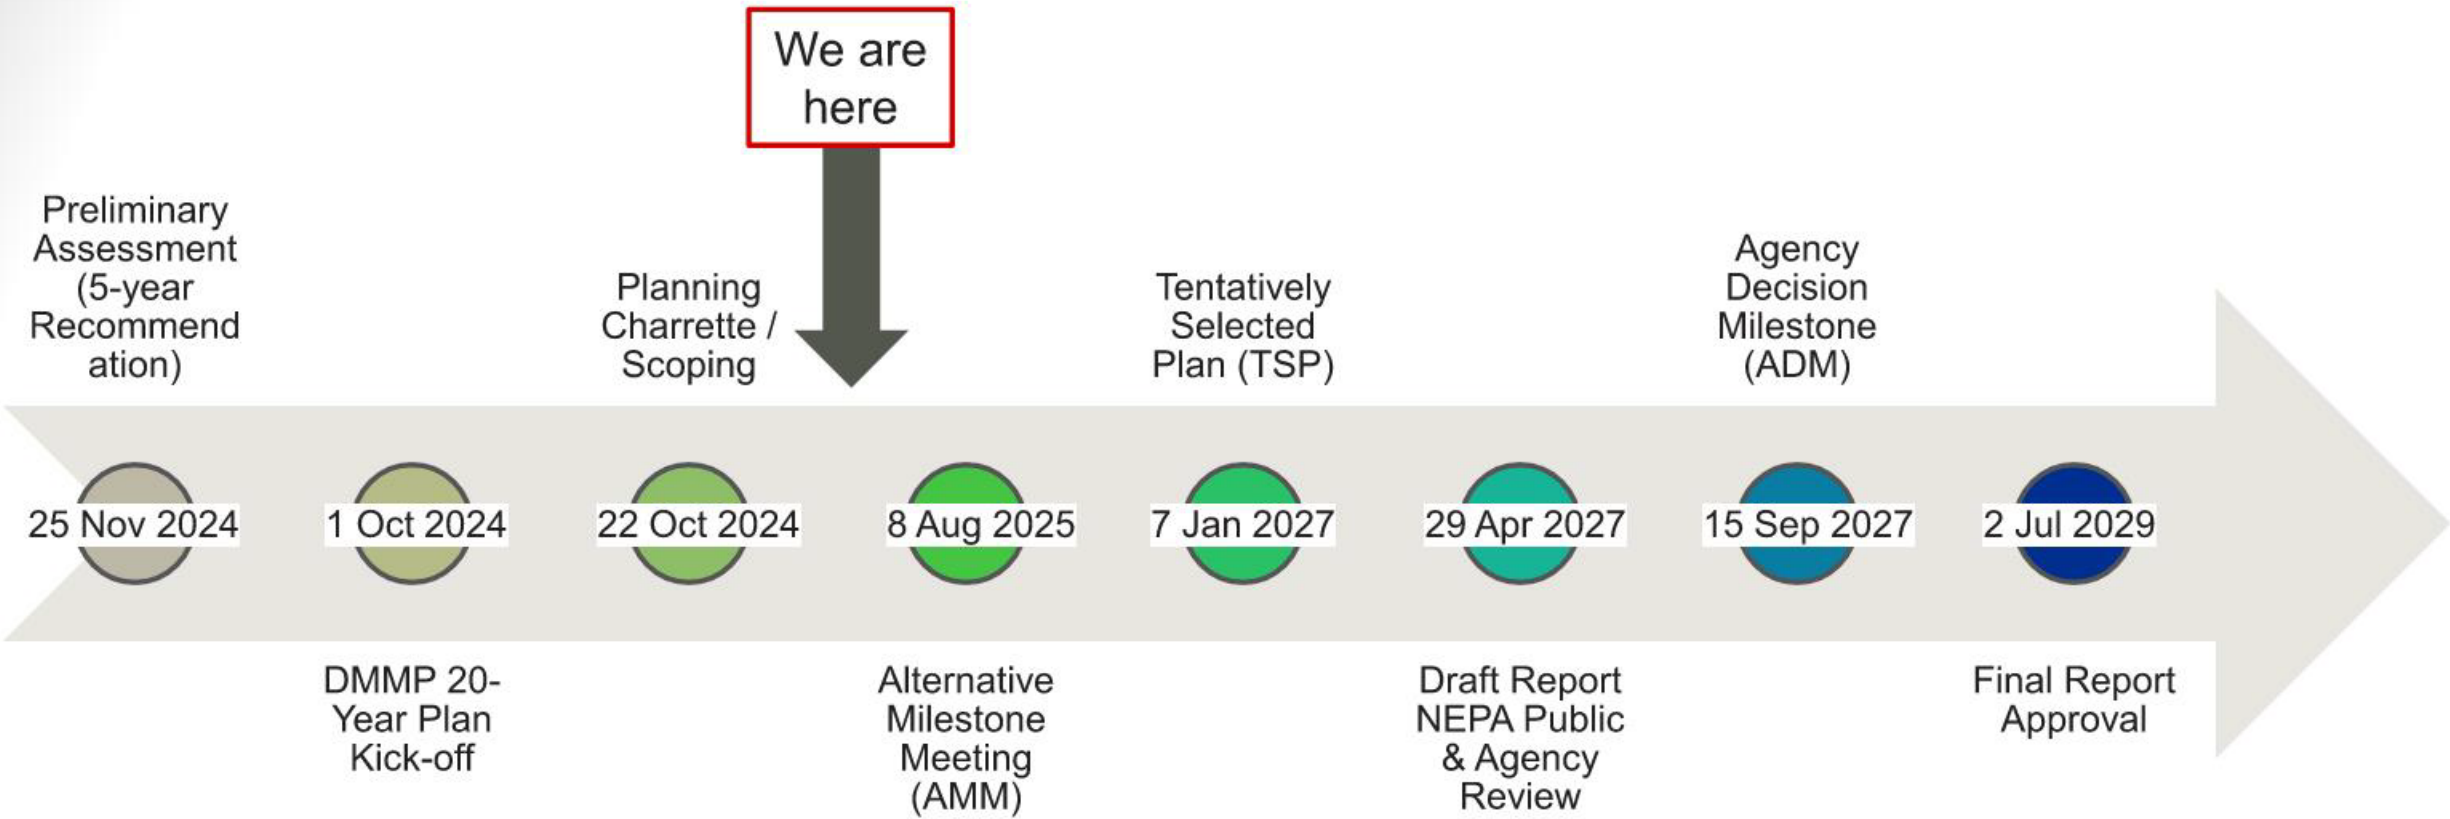 We are
here
Preliminary
Assessment
(5-year
Recommend
ation)
Planning
Charrette /
Scoping
Tentatively
Selected
Plan (TSP)
Agency
Decision
Milestone
(ADM)
25 Nov 2024
1 Oct 2024
22 Oct 2024
8 Aug 2025
7 Jan 2027
29 Apr 2027
15 Sep 2027
2 Jul 2029
DMMP 20-
Year Plan
Kick-off
Alternative
Milestone
Meeting
(AMM)
Draft Report
NEPA Public
& Agency
Review
Final Report
Approval